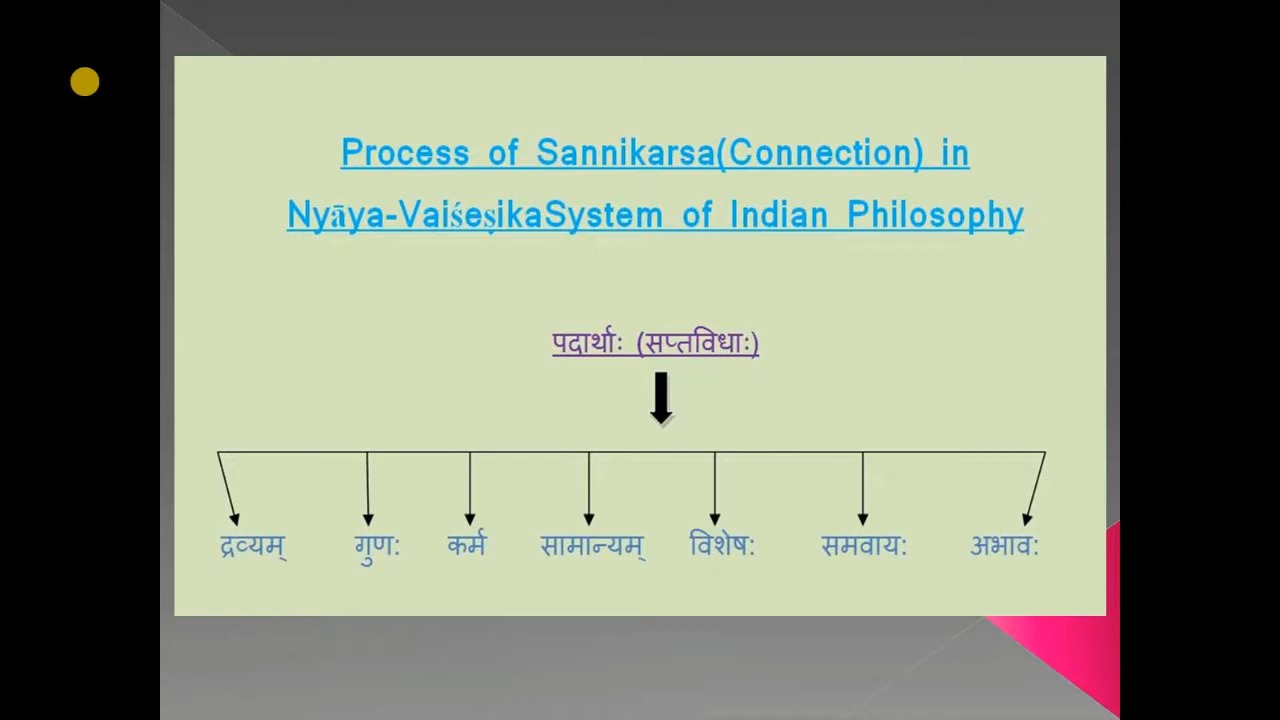 Process of Sannikarsa(Connection) in
Nyāya-VaiśeṣikaSystem of Indian Philosophy
पदार्थाः (सप्तविधाः)
द्रव्यम् गुण: कर्म सामान्यम् विशेष: समवाय: अभाव: